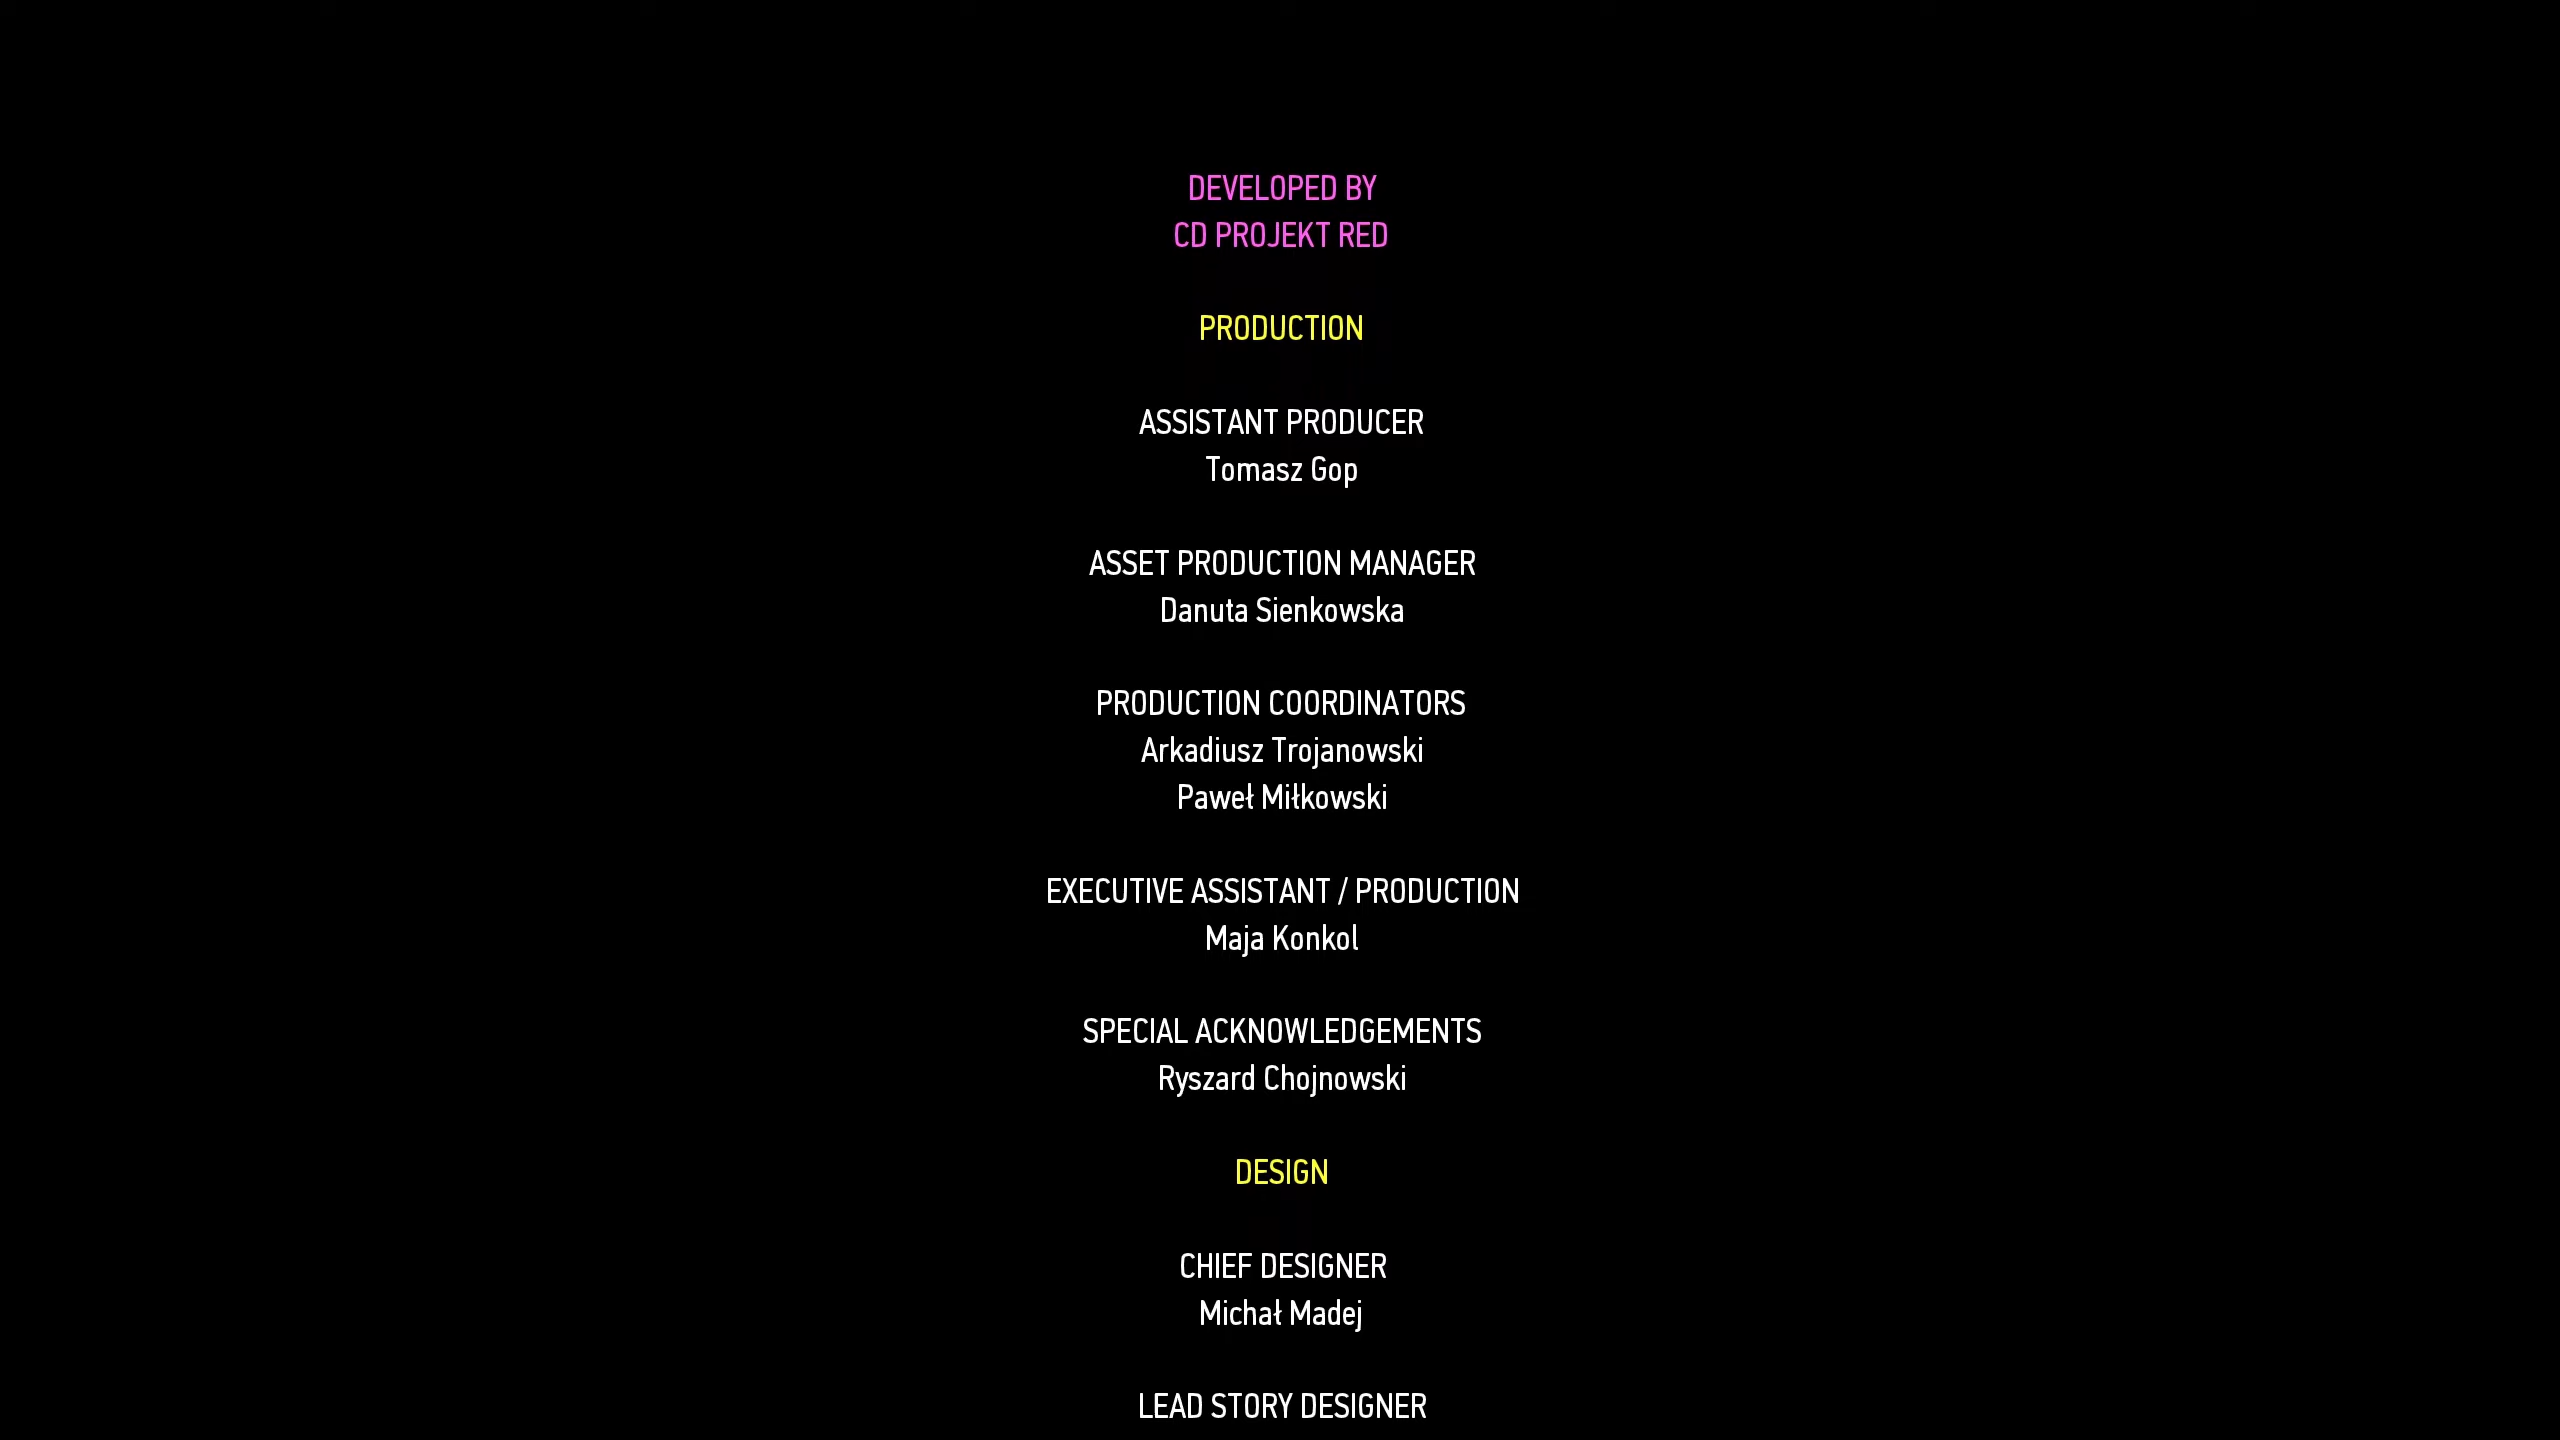 DEVELOPED BY
CD PROJEKT RED
PRODUCTION
ASSISTANT PRODUCER
Tomasz Gop
ASSET PRODUCTION MANAGER
Danuta Sienkowska
PRODUCTION COORDINATORS
Arkadiusz Trojanowski
Paweł Miłkowski
EXECUTIVE ASSISTANT / PRODUCTION
Maja Konkol
SPECIAL ACKNOWLEDGEMENTS
Ryszard Chojnowski
DESIGN
CHIEF DESIGNER
Michał Madej
LEAD STORY DESIGNER